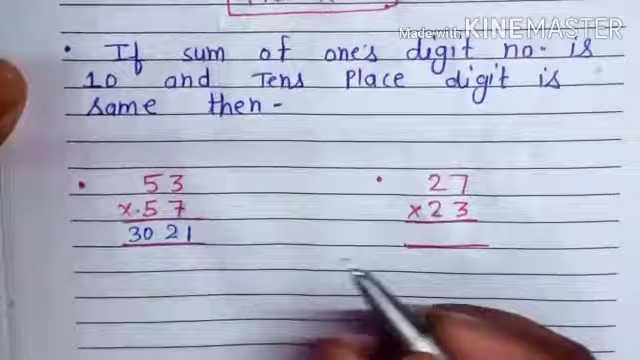 Made with KINEMASTER
• If sum of one's digit no. is
10 and Tens Place digit is
same then -
• 53
x.57
3021
• 27
x23